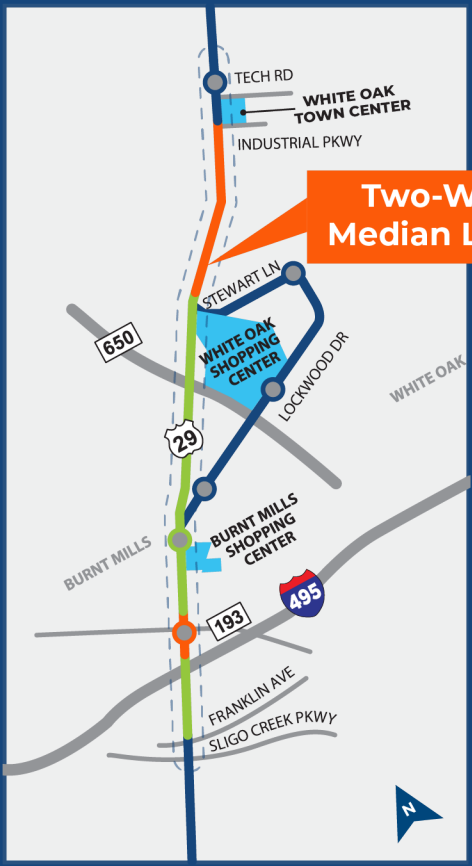 TECH RD
WHITE OAK
TOWN CENTER
INDUSTRIAL PKWY
Two-W
Median L
STEWART LN
650
WHITE OAK
SHOPPING
CENTER
LOCKWOOD DR
WHITE OAK
29
BURNT MILLS
SHOPPING
CENTER
BURNT MILLS
495
193
FRANKLIN AVE
SLIGO CREEK PKWY
N